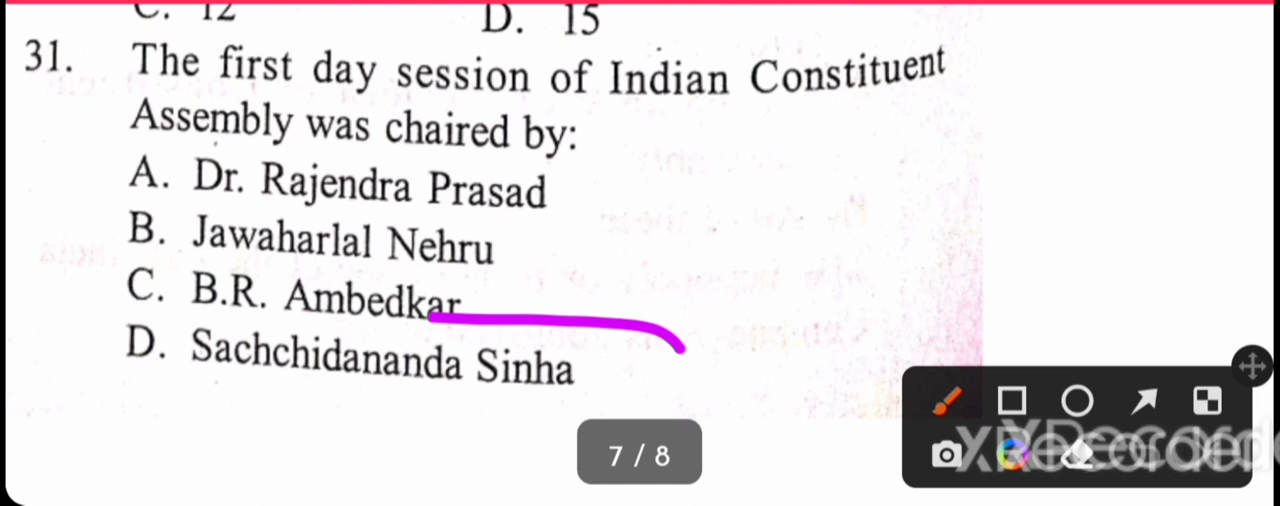 C. 12 D. 15
31. The first day session of Indian Constituent
Assembly was chaired by:
A. Dr. Rajendra Prasad
B. Jawaharlal Nehru
C. B.R. Ambedkar
D. Sachchidananda Sinha
7 / 8